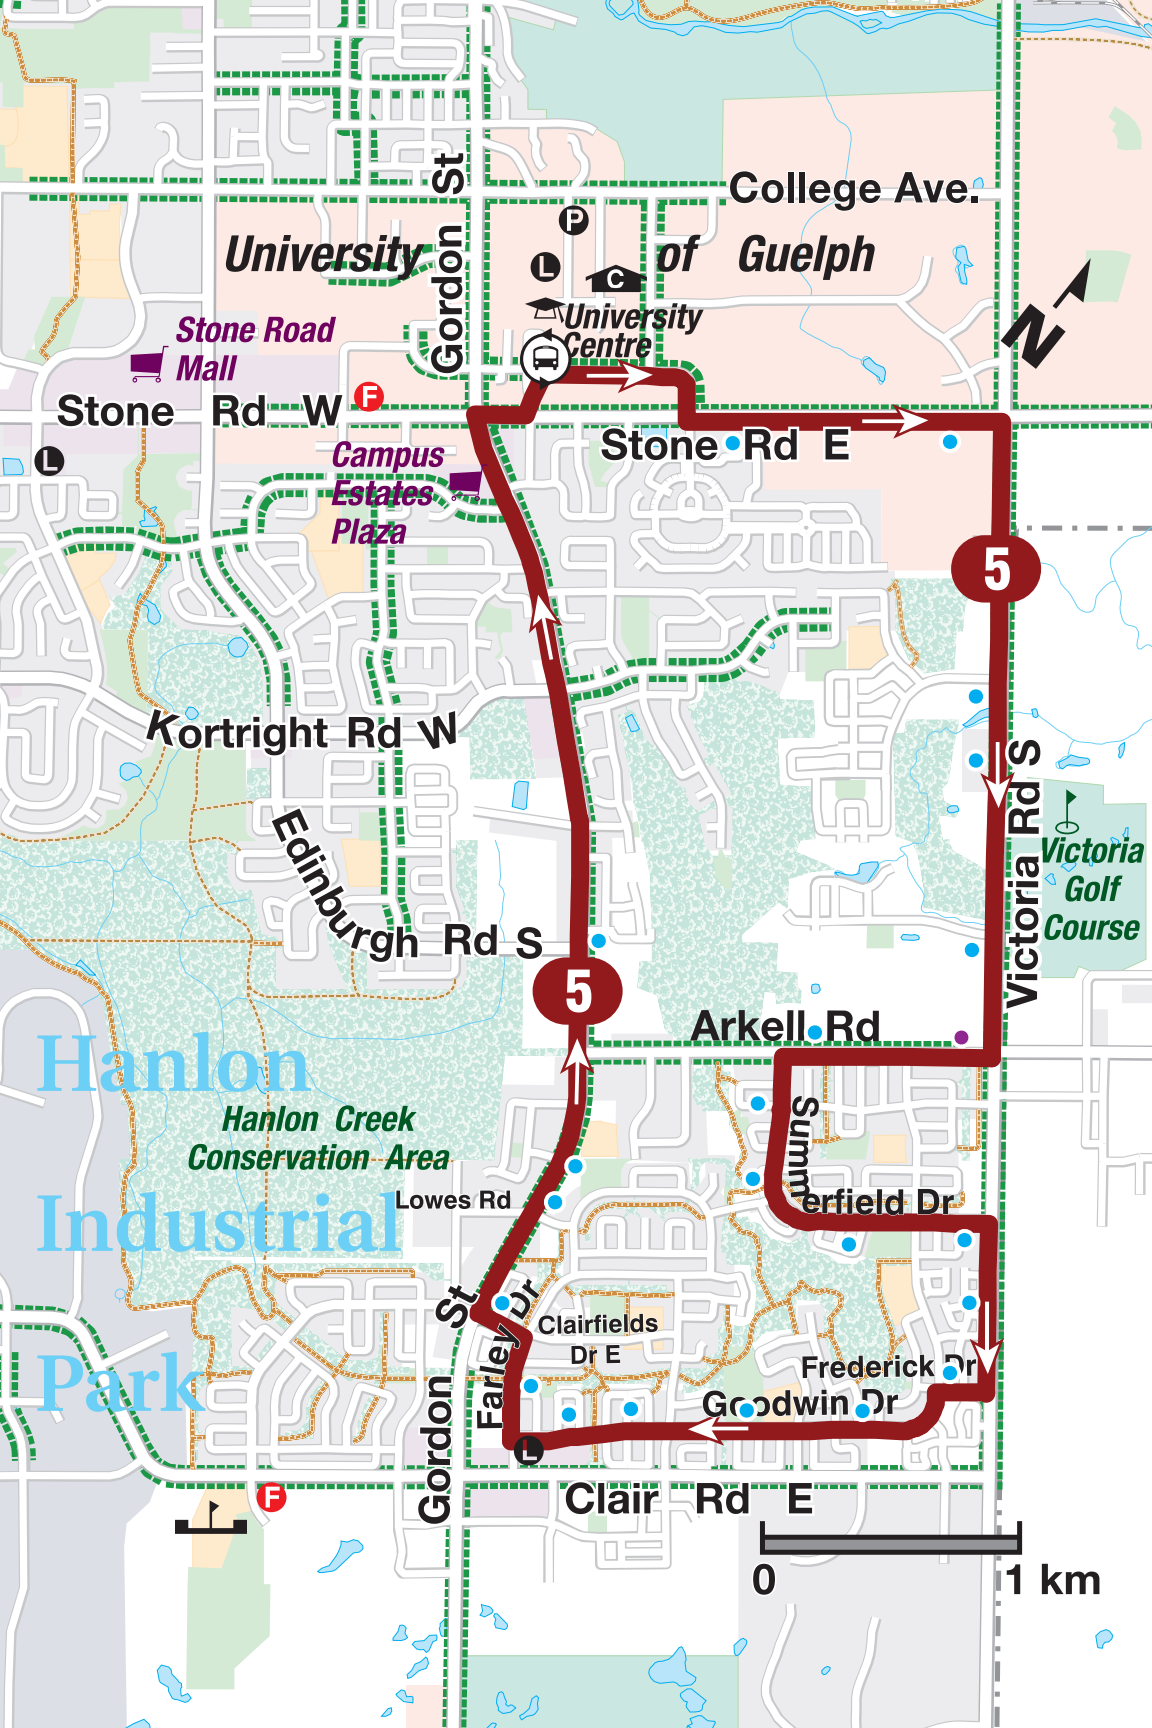 College Ave.
Gordon St
P
University of Guelph
L
C
N
University
Centre
Stone Road
Mall
Stone Rd W
F
Campus
Estates
Plaza
L
Stone Rd E
5
Kortright Rd W
Victoria Rd S
Victoria
Golf
Course
Edinburgh Rd S
5
Arkell Rd
Hanlon
Industrial
Park
Hanlon Creek
Conservation Area
Summerfield Dr
Lowes Rd
Gordon St
Farley Dr
Clairfields
Dr E
Frederick Dr
Goodwin Dr
L
F
Clair Rd E
0
1 km